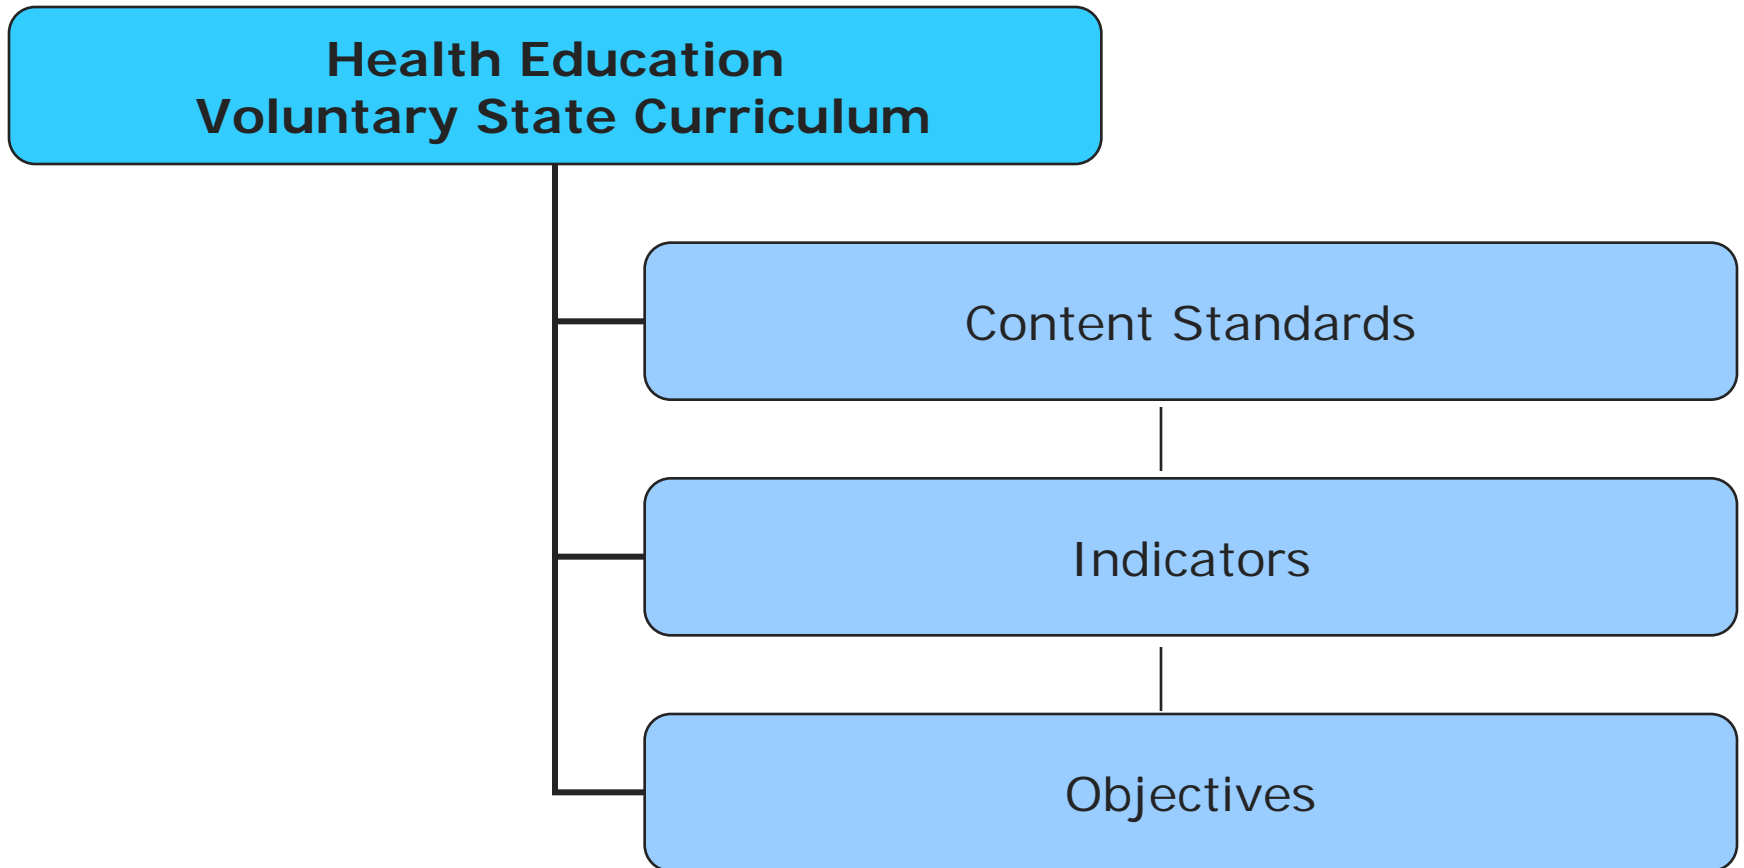 Health Education
Voluntary State Curriculum
Content Standards
Indicators
Objectives